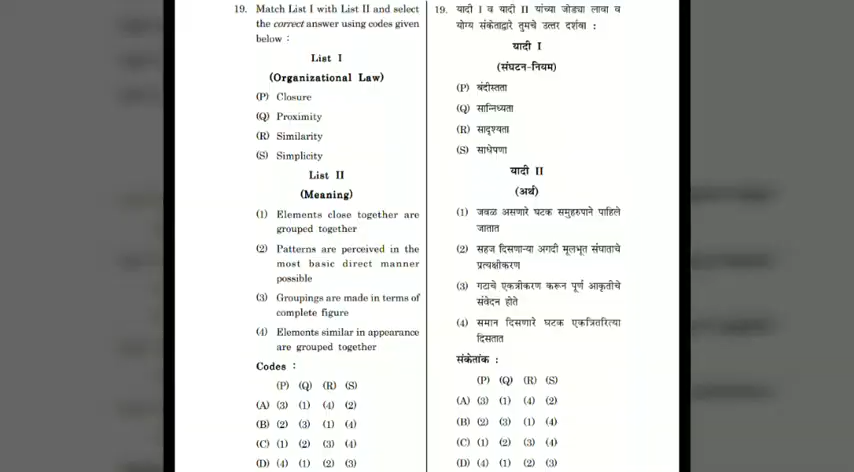 19. Match List I with List II and select
the correct answer using codes given
below :
List I
(Organizational Law)
(P) Closure
(Q) Proximity
(R) Similarity
(S) Simplicity
List II
(Meaning)
(1) Elements close together are
grouped together
(2) Patterns are perceived in the
most basic direct manner
possible
(3) Groupings are made in terms of
complete figure
(4) Elements similar in appearance
are grouped together
Codes :
(P) (Q) (R) (S)
(A) (3) (1) (4) (2)
(B) (2) (3) (1) (4)
(C) (1) (2) (3) (4)
(D) (4) (1) (2) (3)
19. यादी I व यादी II यांच्या जोड्या लावा व
योग्य संकेताद्वारे तुमचे उत्तर दर्शवा :
यादी I
(संघटन-नियम)
(P) बंदीस्तता
(Q) सान्निध्यता
(R) सादृश्यता
(S) साधेपणा
यादी II
(अर्थ)
(1) जवळ असणारे घटक समुहरुपाने पाहिले
जातात
(2) सहज दिसणाऱ्या अगदी मूलभूत संघाताचे
प्रत्यक्षीकरण
(3) गटाचे एकत्रीकरण करून पूर्ण आकृतीचे
संवेदन होते
(4) समान दिसणारे घटक एकत्रितरित्या
दिसतात
संकेतांक :
(P) (Q) (R) (S)
(A) (3) (1) (4) (2)
(B) (2) (3) (1) (4)
(C) (1) (2) (3) (4)
(D) (4) (1) (2) (3)